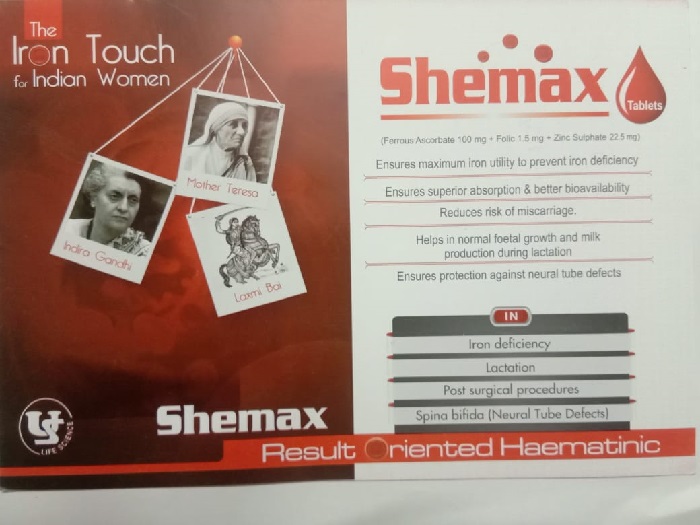 The
Iron Touch
for Indian Women
Mother Teresa
Indira Gandhi
Laxmi Bai
US
LIFE SCIENCE
Shemax
Shemax
Tablets
(Ferrous Ascorbate 100 mg + Folic 1.5 mg + Zinc Sulphate 22.5 mg)
Ensures maximum iron utility to prevent iron deficiency
Ensures superior absorption & better bioavailability
Reduces risk of miscarriage.
Helps in normal foetal growth and milk
production during lactation
Ensures protection against neural tube defects
IN
Iron deficiency
Lactation
Post surgical procedures
Spina bifida (Neural Tube Defects)
Result Oriented Haematinic